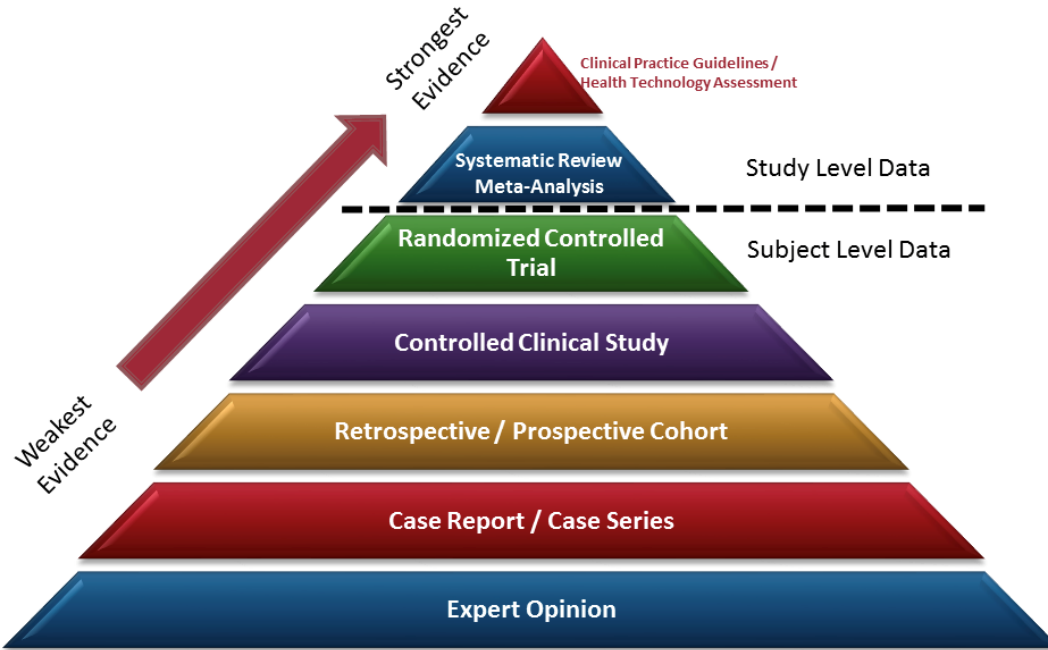 Strongest
Evidence
Clinical Practice Guidelines /
Health Technology Assessment
Systematic Review
Meta-Analysis
Study Level Data
Randomized Controlled
Trial
Subject Level Data
Controlled Clinical Study
Weakest
Evidence
Retrospective / Prospective Cohort
Case Report / Case Series
Expert Opinion